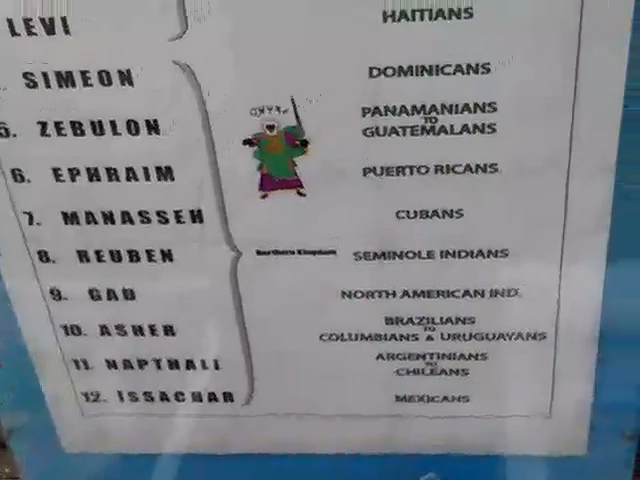 LEVI HAITIANS
SIMEON DOMINICANS
5. ZEBULON PANAMANIANS
TO
GUATEMALANS
6. EPHRAIM PUERTO RICANS
7. MANASSEH CUBANS
8. REUBEN Northern Kingdom SEMINOLE INDIANS
9. GAD NORTH AMERICAN IND.
10. ASHER BRAZILIANS
TO
COLUMBIANS & URUGUAYANS
11. NAPTHALI ARGENTINIANS
TO
CHILEANS
12. ISSACHAR MEXICANS